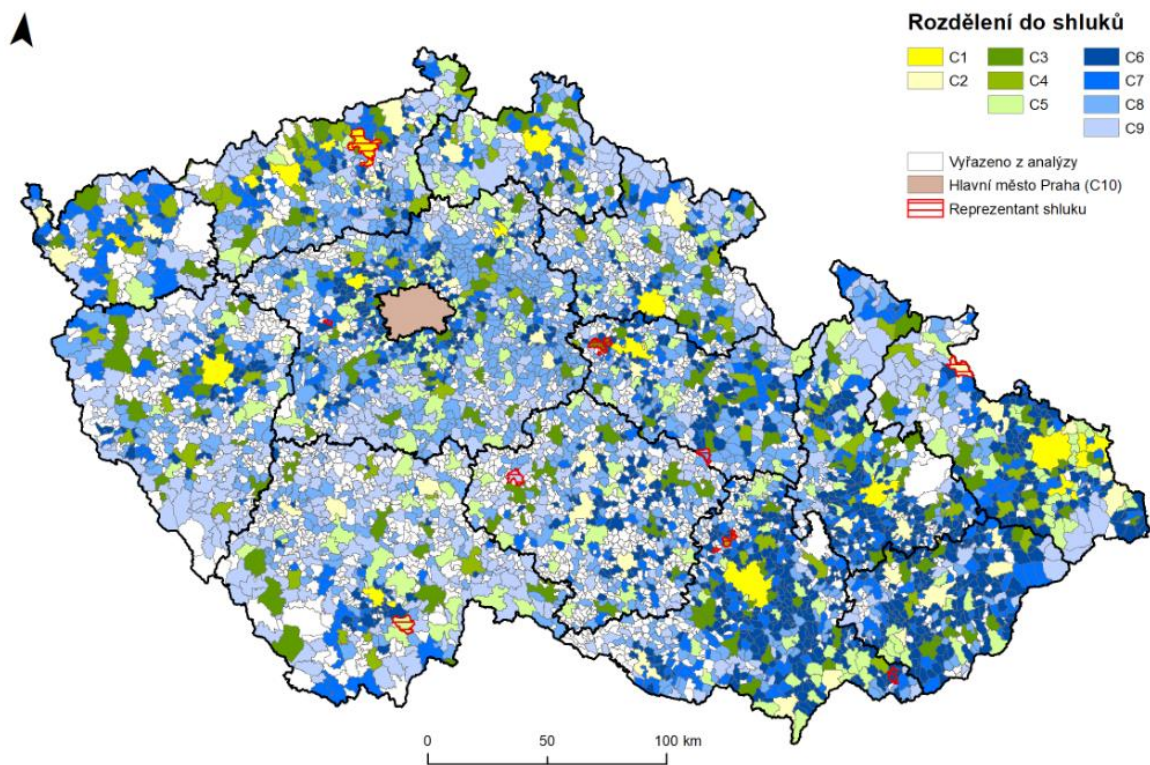 Rozdělení do shluků
C1 C3 C6
C2 C4 C7
C5 C8
C9
Vyřazeno z analýzy
Hlavní město Praha (C10)
Reprezentant shluku
0 50 100 km